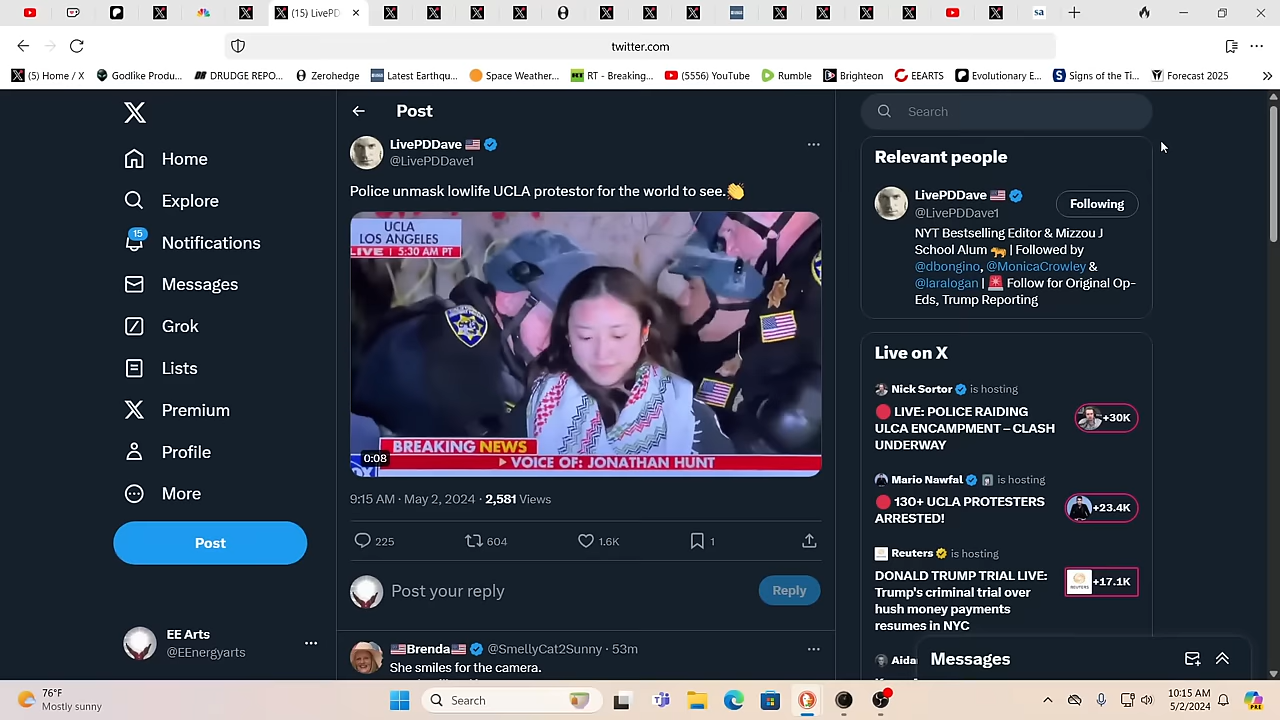 (15) LivePD
sa
twitter.com
(5) Home / X
Godlike Produ...
DRUDGE REPO...
Zerohedge
Latest Earthqu...
Space Weather...
RT - Breaking...
(5556) YouTube
Rumble
Brighteon
EEARTS
Evolutionary E...
Signs of the Ti...
Forecast 2025
Home
Explore
15
Notifications
Messages
Grok
Lists
Premium
Profile
More
Post
EE Arts
@EEnergyarts
Post
LivePDDave
@LivePDDave1
Police unmask lowlife UCLA protestor for the world to see.👏
UCLA
LOS ANGELES
LIVE | 5:30 AM PT
BREAKING NEWS
0:08
VOICE OF: JONATHAN HUNT
9:15 AM · May 2, 2024 · 2,581 Views
225
604
1.6K
1
Post your reply
Reply
Brenda @SmellyCat2Sunny · 53m
She smiles for the camera.
Search
Relevant people
LivePDDave
@LivePDDave1
Following
NYT Bestselling Editor & Mizzou J
School Alum 🐅 | Followed by
@dbongino, @MonicaCrowley &
@laralogan | 🚨 Follow for Original Op-
Eds, Trump Reporting
Live on X
Nick Sortor is hosting
🔴 LIVE: POLICE RAIDING
ULCA ENCAMPMENT – CLASH
UNDERWAY
+30K
Mario Nawfal is hosting
🔴 130+ UCLA PROTESTERS
ARRESTED!
+23.4K
Reuters is hosting
DONALD TRUMP TRIAL LIVE:
Trump's criminal trial over
hush money payments
resumes in NYC
+17.1K
Aida
Messages
76°F
Mostly sunny
Search
10:15 AM
5/2/2024
PRE